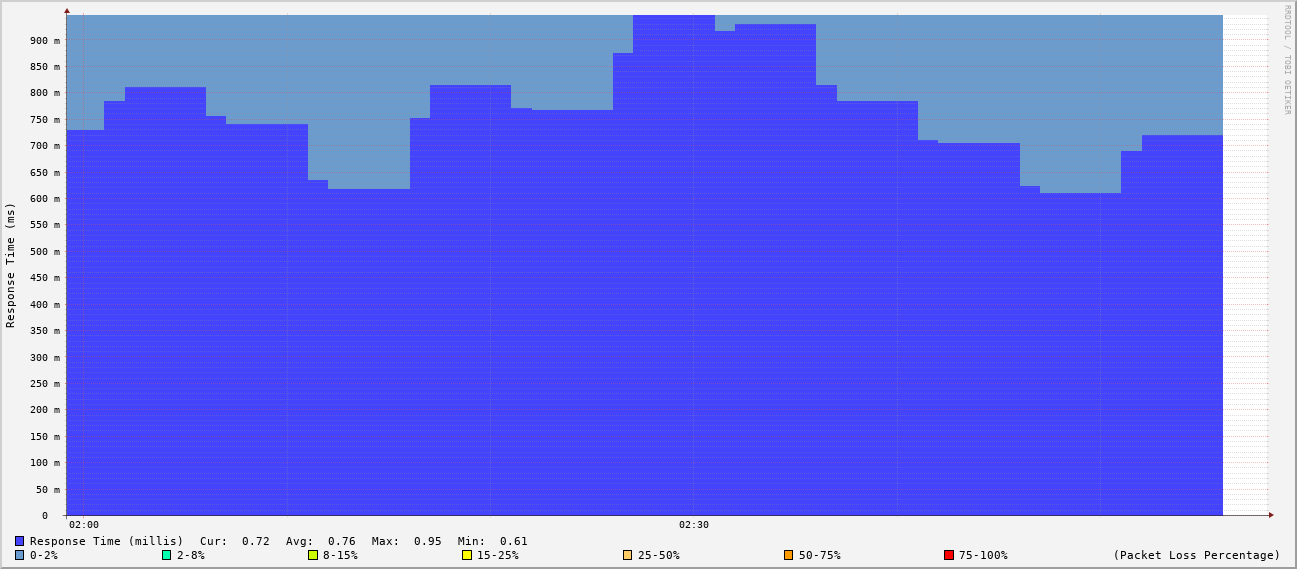 RRDTOOL / TOBI OETIKER
Response Time (ms)
900 m
850 m
800 m
750 m
700 m
650 m
600 m
550 m
500 m
450 m
400 m
350 m
300 m
250 m
200 m
150 m
100 m
50 m
0
02:00 02:30
Response Time (millis) Cur: 0.72 Avg: 0.76 Max: 0.95 Min: 0.61
0-2% 2-8% 8-15% 15-25% 25-50% 50-75% 75-100% (Packet Loss Percentage)